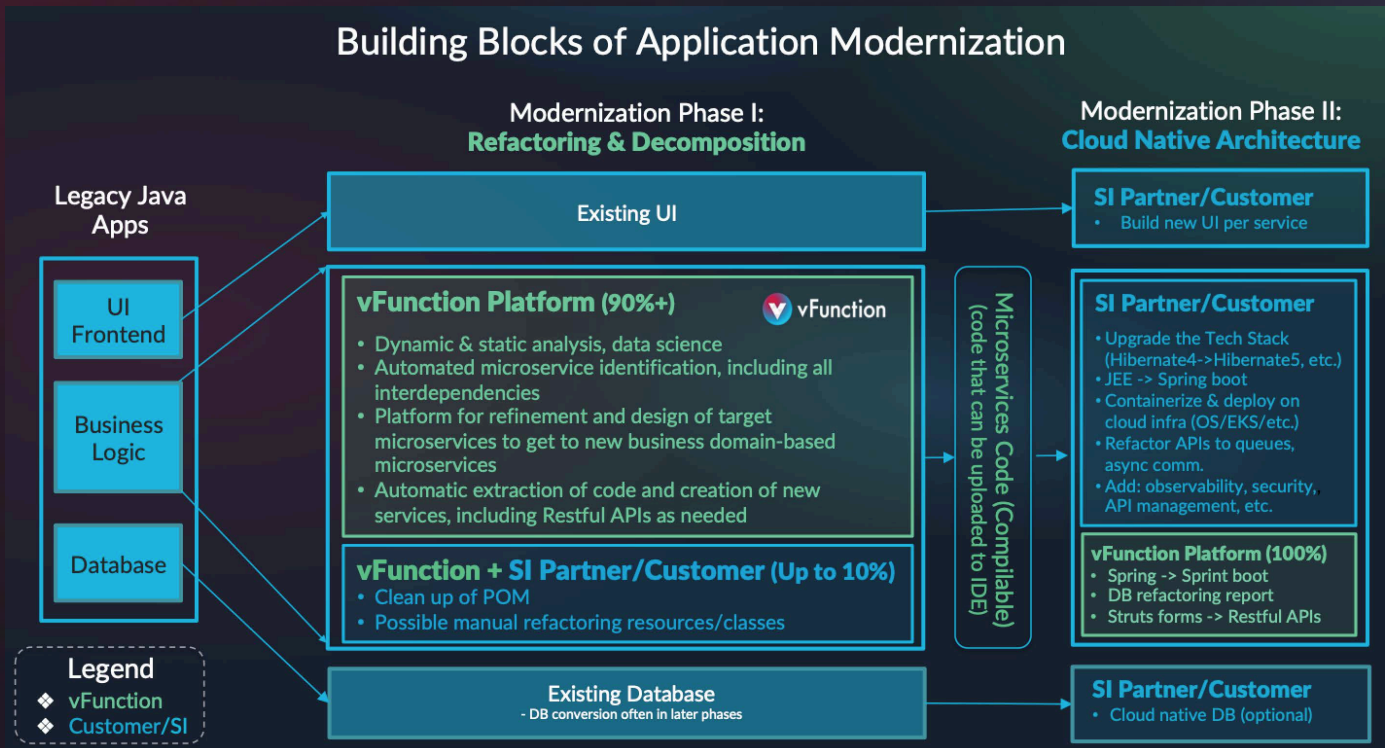 Building Blocks of Application Modernization
Modernization Phase I:
Refactoring & Decomposition
Modernization Phase II:
Cloud Native Architecture
Legacy Java
Apps
UI
Frontend
Business
Logic
Database
Existing UI
SI Partner/Customer
• Build new UI per service
vFunction Platform (90%+)
vFunction
• Dynamic & static analysis, data science
• Automated microservice identification, including all
interdependencies
• Platform for refinement and design of target
microservices to get to new business domain-based
microservices
• Automatic extraction of code and creation of new
services, including Restful APIs as needed
vFunction + SI Partner/Customer (Up to 10%)
• Clean up of POM
• Possible manual refactoring resources/classes
Microservices Code (Compilable)
(code that can be uploaded to IDE)
SI Partner/Customer
• Upgrade the Tech Stack
(Hibernate4->Hibernate5, etc.)
• JEE -> Spring boot
• Containerize & deploy on
cloud infra (OS/EKS/etc.)
• Refactor APIs to queues,
async comm.
• Add: observability, security,,
API management, etc.
vFunction Platform (100%)
• Spring -> Sprint boot
• DB refactoring report
• Struts forms -> Restful APIs
Existing Database
- DB conversion often in later phases
SI Partner/Customer
• Cloud native DB (optional)
Legend
❖ vFunction
❖ Customer/SI